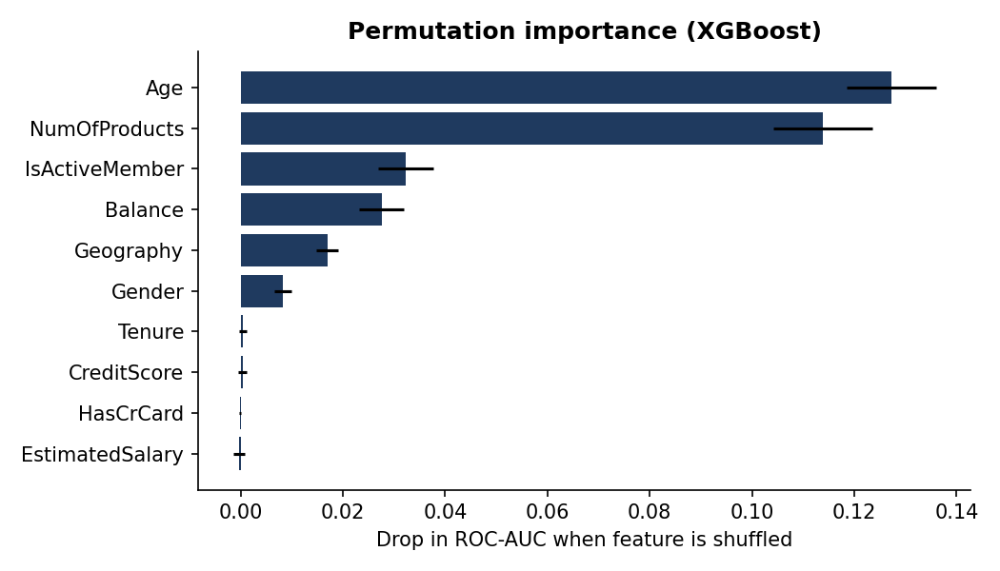 Permutation importance (XGBoost)
Age
NumOfProducts
IsActiveMember
Balance
Geography
Gender
Tenure
CreditScore
HasCrCard
EstimatedSalary
0.00 0.02 0.04 0.06 0.08 0.10 0.12 0.14
Drop in ROC-AUC when feature is shuffled